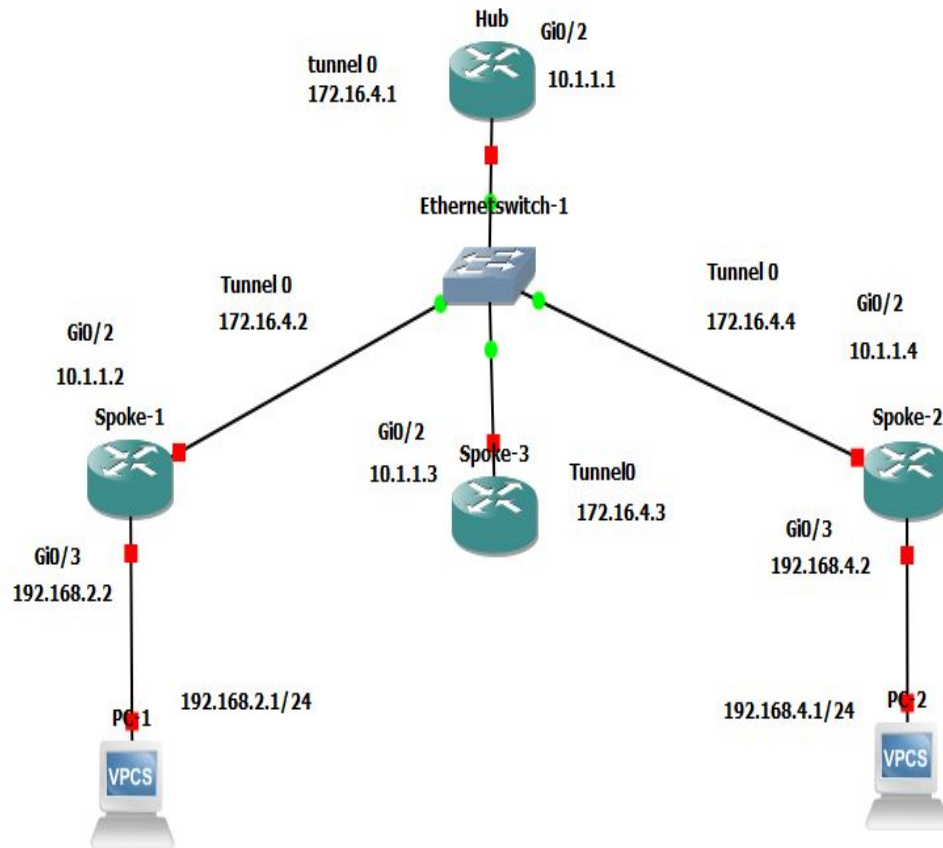 Hub
Gi0/2
tunnel 0
172.16.4.1
10.1.1.1
Ethernetswitch-1
Tunnel 0
172.16.4.2
Tunnel 0
172.16.4.4
Gi0/2
10.1.1.2
Gi0/2
10.1.1.4
Spoke-1
Gi0/2
10.1.1.3
Spoke-3
Tunnel0
172.16.4.3
Spoke-2
Gi0/3
192.168.2.2
Gi0/3
192.168.4.2
192.168.2.1/24
PC-1
VPCS
192.168.4.1/24
PC-2
VPCS